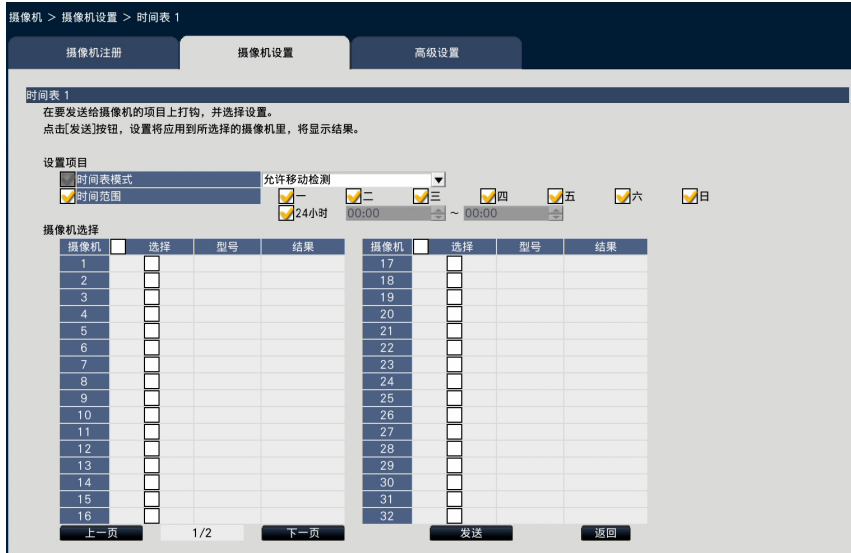 摄像机 > 摄像机设置 > 时间表 1
摄像机注册 摄像机设置 高级设置
时间表 1
在要发送给摄像机的项目上打钩，并选择设置。
点击[发送]按钮，设置将应用到所选择的摄像机里，将显示结果。
设置项目
时间表模式 允许移动检测
时间范围 一 二 三 四 五 六 日
24小时 00:00 ~ 00:00
摄像机选择
摄像机 选择 型号 结果 摄像机 选择 型号 结果
1 17
2 18
3 19
4 20
5 21
6 22
7 23
8 24
9 25
10 26
11 27
12 28
13 29
14 30
15 31
16 32
上一页 1/2 下一页 发送 返回